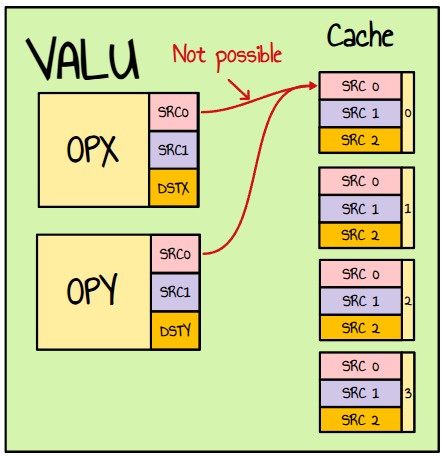 VALU
Not possible
Cache
OPX
SRC0
SRC1
DSTX
OPY
SRC0
SRC1
DSTY
SRC 0
SRC 1
SRC 2
0
SRC 0
SRC 1
SRC 2
1
SRC 0
SRC 1
SRC 2
2
SRC 0
SRC 1
SRC 2
3